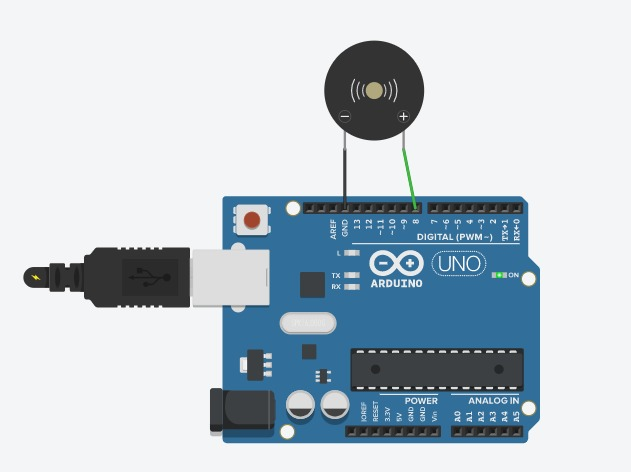 AREF
GND
13
12
~11
~10
~9
8
7
~6
~5
4
~3
2
TX→1
RX←0
DIGITAL (PWM~)
L
TX
RX
UNO
ARDUINO
ON
POWER
ANALOG IN
IOREF
RESET
3.3V
5V
GND
GND
Vin
A0
A1
A2
A3
A4
A5